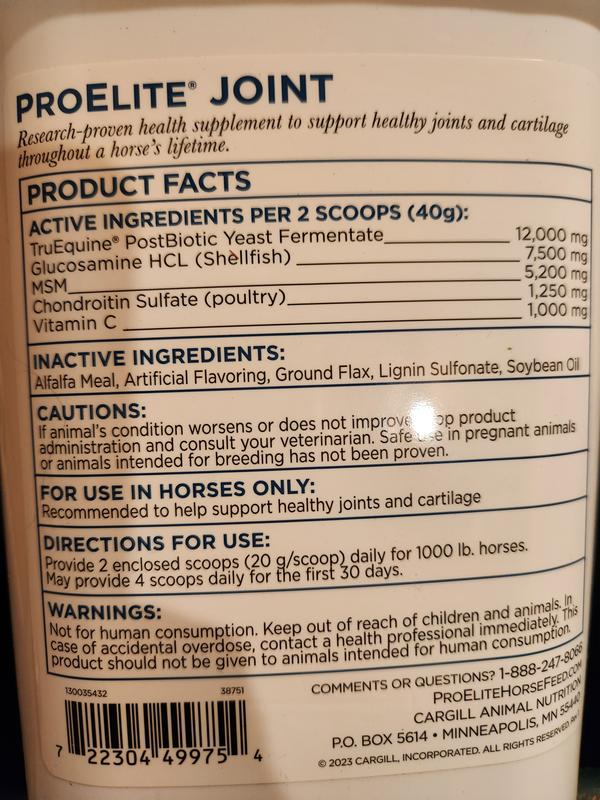 PROELITE® JOINT
Research-proven health supplement to support healthy joints and cartilage
throughout a horse's lifetime.
PRODUCT FACTS
ACTIVE INGREDIENTS PER 2 SCOOPS (40g):
TruEquine® PostBiotic Yeast Fermentate 12,000 mg
Glucosamine HCL (Shellfish) 7,500 mg
MSM 5,200 mg
Chondroitin Sulfate (poultry) 1,250 mg
Vitamin C 1,000 mg
INACTIVE INGREDIENTS:
Alfalfa Meal, Artificial Flavoring, Ground Flax, Lignin Sulfonate, Soybean Oil
CAUTIONS:
If animal's condition worsens or does not improve product
administration and consult your veterinarian. Safe use in pregnant animals
or animals intended for breeding has not been proven.
FOR USE IN HORSES ONLY:
Recommended to help support healthy joints and cartilage
DIRECTIONS FOR USE:
Provide 2 enclosed scoops (20 g/scoop) daily for 1000 lb. horses.
May provide 4 scoops daily for the first 30 days.
WARNINGS:
Not for human consumption. Keep out of reach of children and animals. In
case of accidental overdose, contact a health professional immediately. This
product should not be given to animals intended for human consumption.
130035432 38751
7 22304 49975 4
COMMENTS OR QUESTIONS? 1-888-247-8066
PROELITEHORSEFEED.COM
CARGILL ANIMAL NUTRITION
P.O. BOX 5614 • MINNEAPOLIS, MN 55440
© 2023 CARGILL, INCORPORATED. ALL RIGHTS RESERVED.